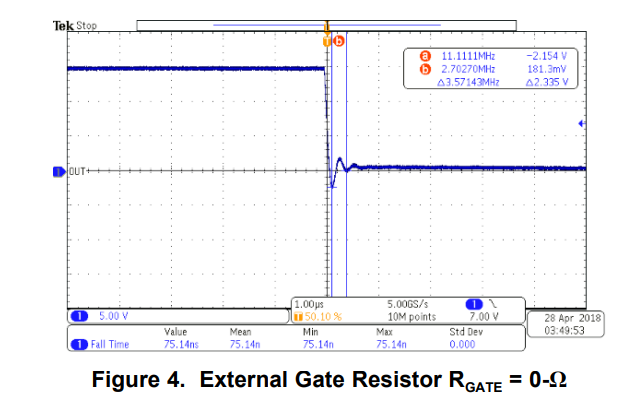 Tek Stop
T b
a 11.1111MHz −2.154 V
b 2.70270MHz 181.3mV
△3.57143MHz △2.335 V
1 OUT
1 5.00 V
1.00μs 5.00GS/s 1
T 50.10 % 10M points 7.00 V
28 Apr 2018
03:49:53
Value Mean Min Max Std Dev
1 Fall Time 75.14ns 75.14n 75.14n 75.14n 0.000
Figure 4. External Gate Resistor RGATE = 0-Ω